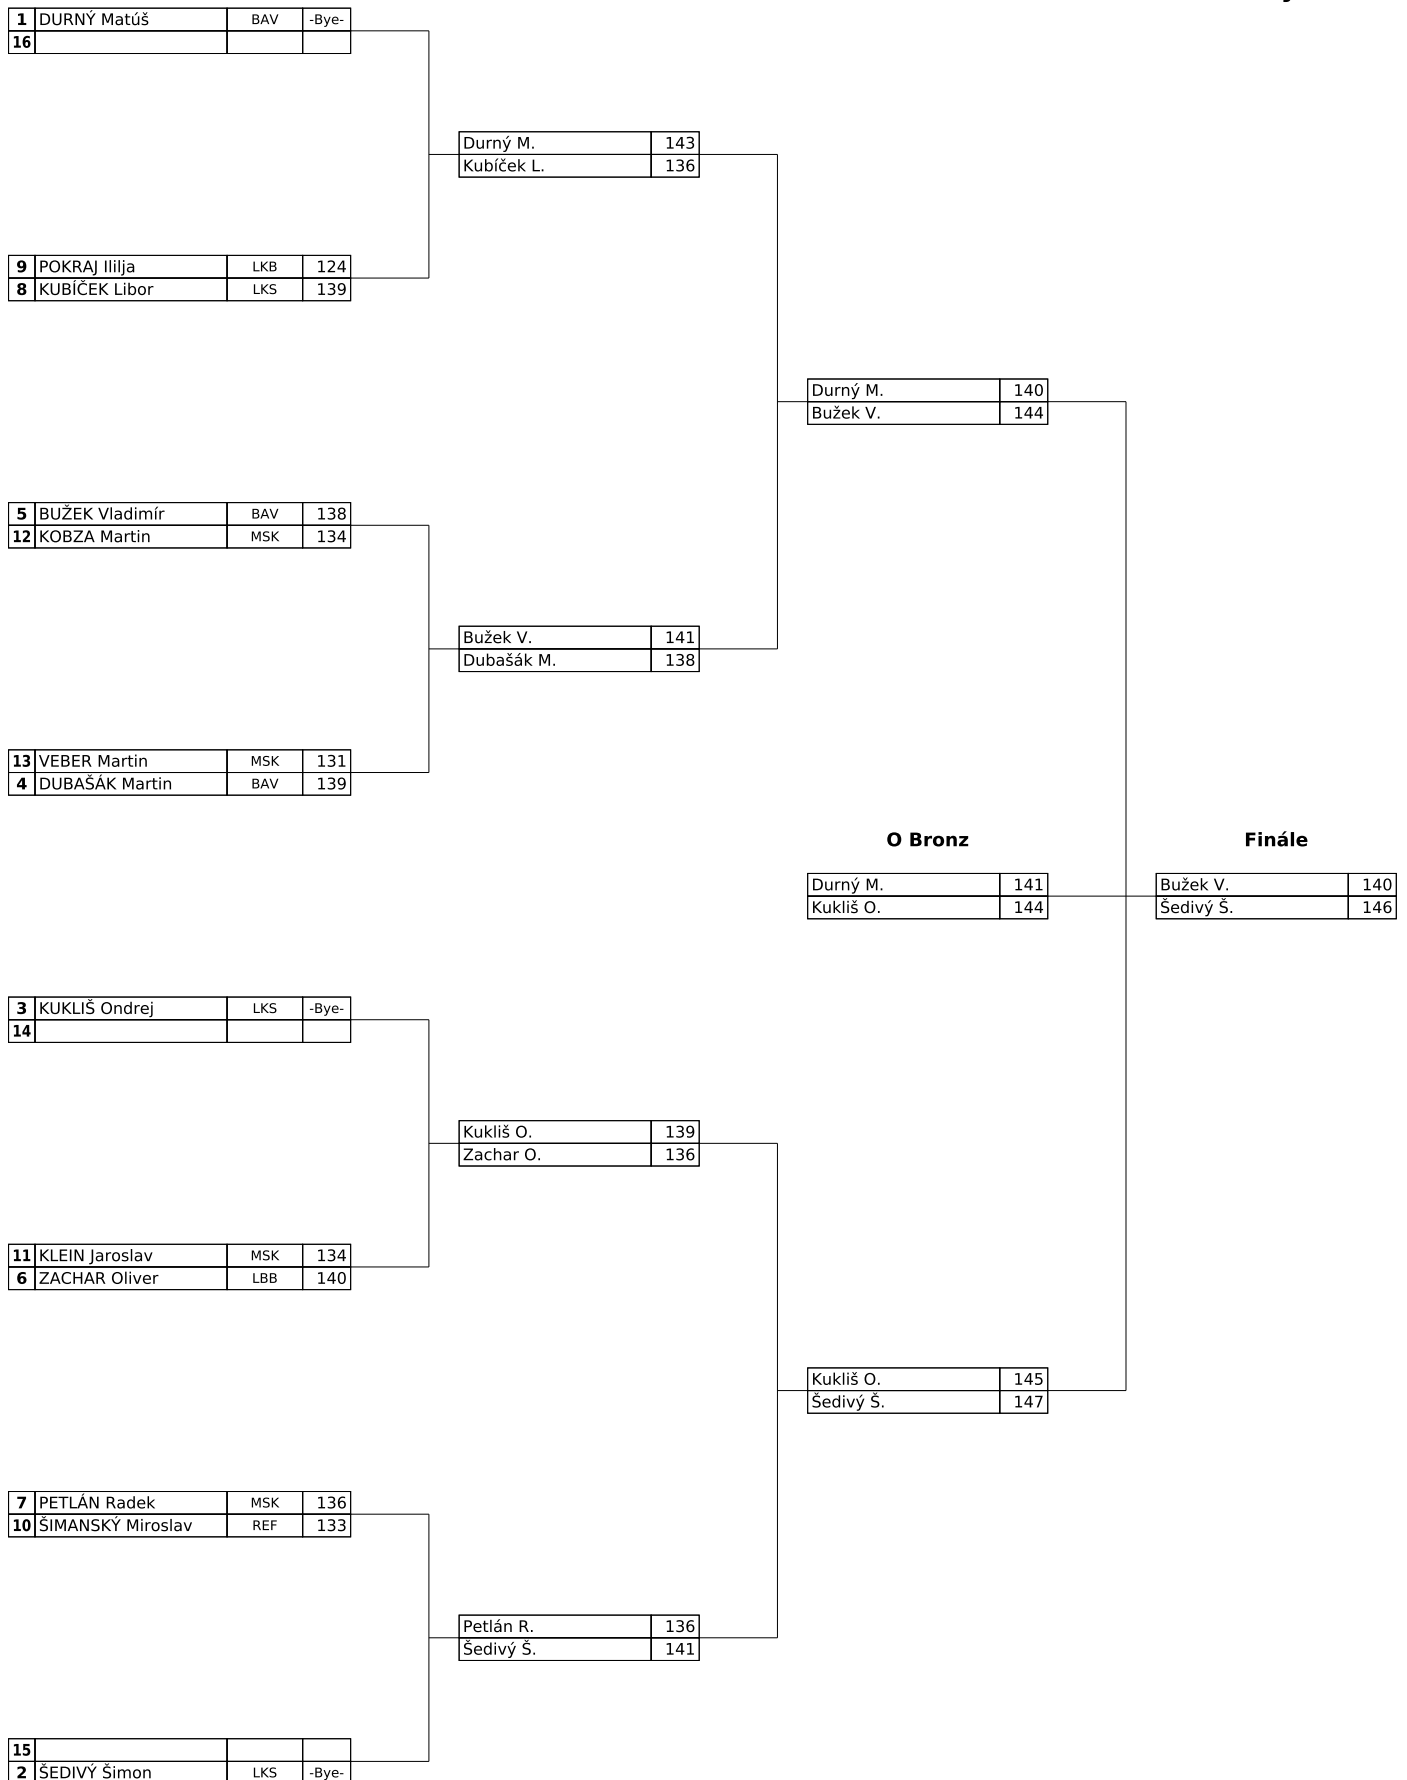 1 DURNÝ Matúš BAV -Bye-
16
Durný M. 143
Kubíček L. 136
9 POKRAJ Ililja LKB 124
8 KUBÍČEK Libor LKS 139
Durný M. 140
Bužek V. 144
5 BUŽEK Vladimír BAV 138
12 KOBZA Martin MSK 134
Bužek V. 141
Dubašák M. 138
13 VEBER Martin MSK 131
4 DUBAŠÁK Martin BAV 139
O Bronz Finále
Durný M. 141 Bužek V. 140
Kukliš O. 144 Šedivý Š. 146
3 KUKLIŠ Ondrej LKS -Bye-
14
Kukliš O. 139
Zachar O. 136
11 KLEIN Jaroslav MSK 134
6 ZACHAR Oliver LBB 140
Kukliš O. 145
Šedivý Š. 147
7 PETLÁN Radek MSK 136
10 ŠIMANSKÝ Miroslav REF 133
Petlán R. 136
Šedivý Š. 141
15
2 ŠEDIVÝ Šimon LKS -Bye-